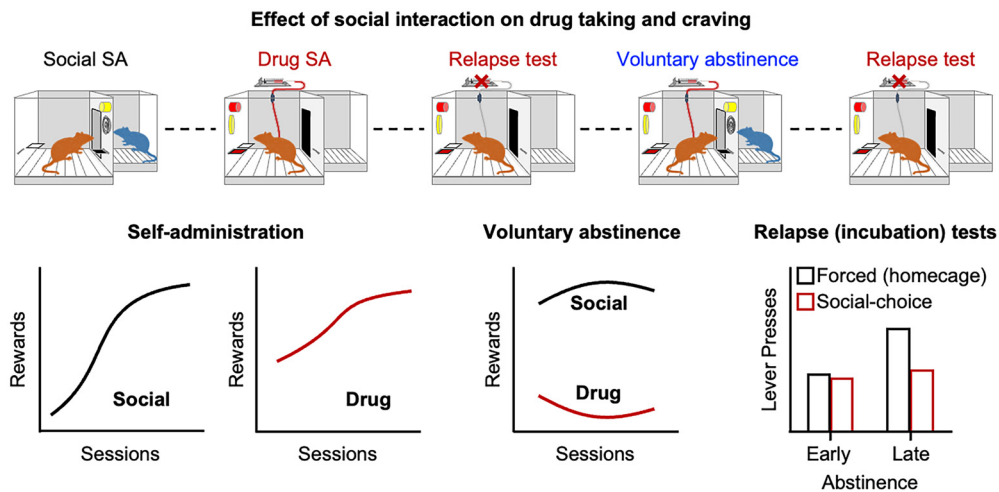 Effect of social interaction on drug taking and craving
Social SA
Drug SA
Relapse test
Voluntary abstinence
Relapse test
Self-administration
Voluntary abstinence
Relapse (incubation) tests
Rewards
Social
Sessions
Rewards
Drug
Sessions
Rewards
Social
Drug
Sessions
Lever Presses
Forced (homecage)
Social-choice
Early
Late
Abstinence